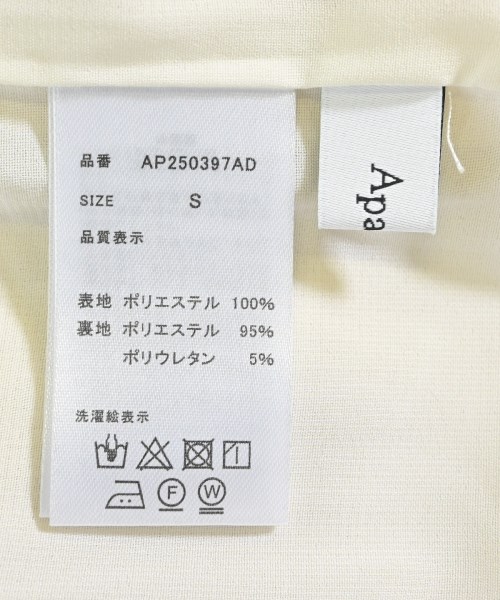 品番 AP250397AD
SIZE S
品質表示
表地 ポリエステル 100%
裏地 ポリエステル 95%
ポリウレタン 5%
洗濯絵表示
F W
Apa